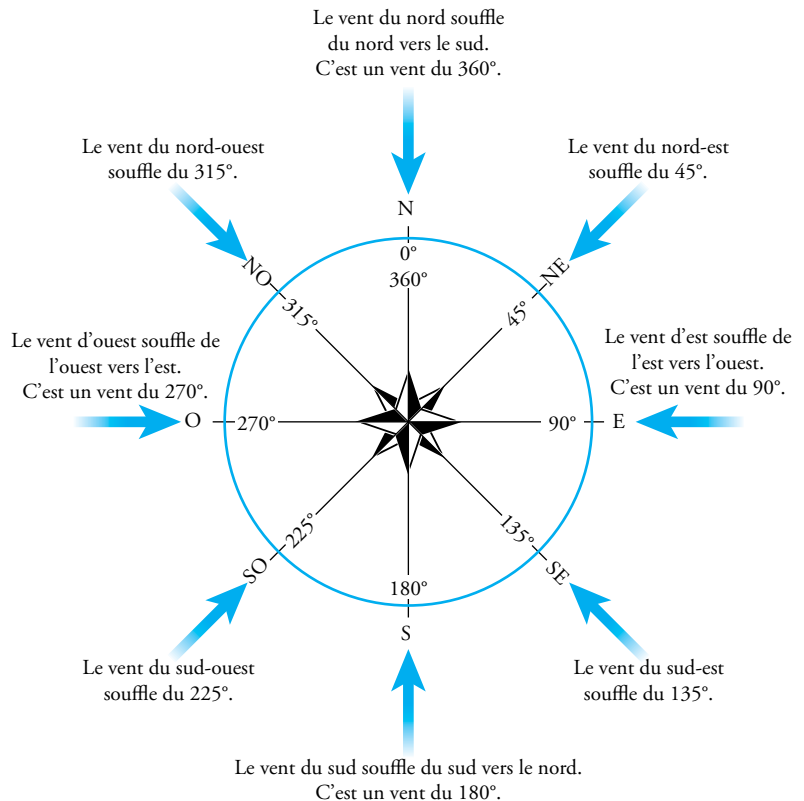 Le vent du nord souffle
du nord vers le sud.
C’est un vent du 360°.
Le vent du nord-ouest
souffle du 315°.
Le vent du nord-est
souffle du 45°.
N
0°
360°
NO
315°
NE
45°
Le vent d'ouest souffle de
l'ouest vers l'est.
C’est un vent du 270°.
Le vent d'est souffle de
l'est vers l'ouest.
C’est un vent du 90°.
O
270°
90°
E
225°
SO
135°
SE
180°
S
Le vent du sud-ouest
souffle du 225°.
Le vent du sud-est
souffle du 135°.
Le vent du sud souffle du sud vers le nord.
C’est un vent du 180°.